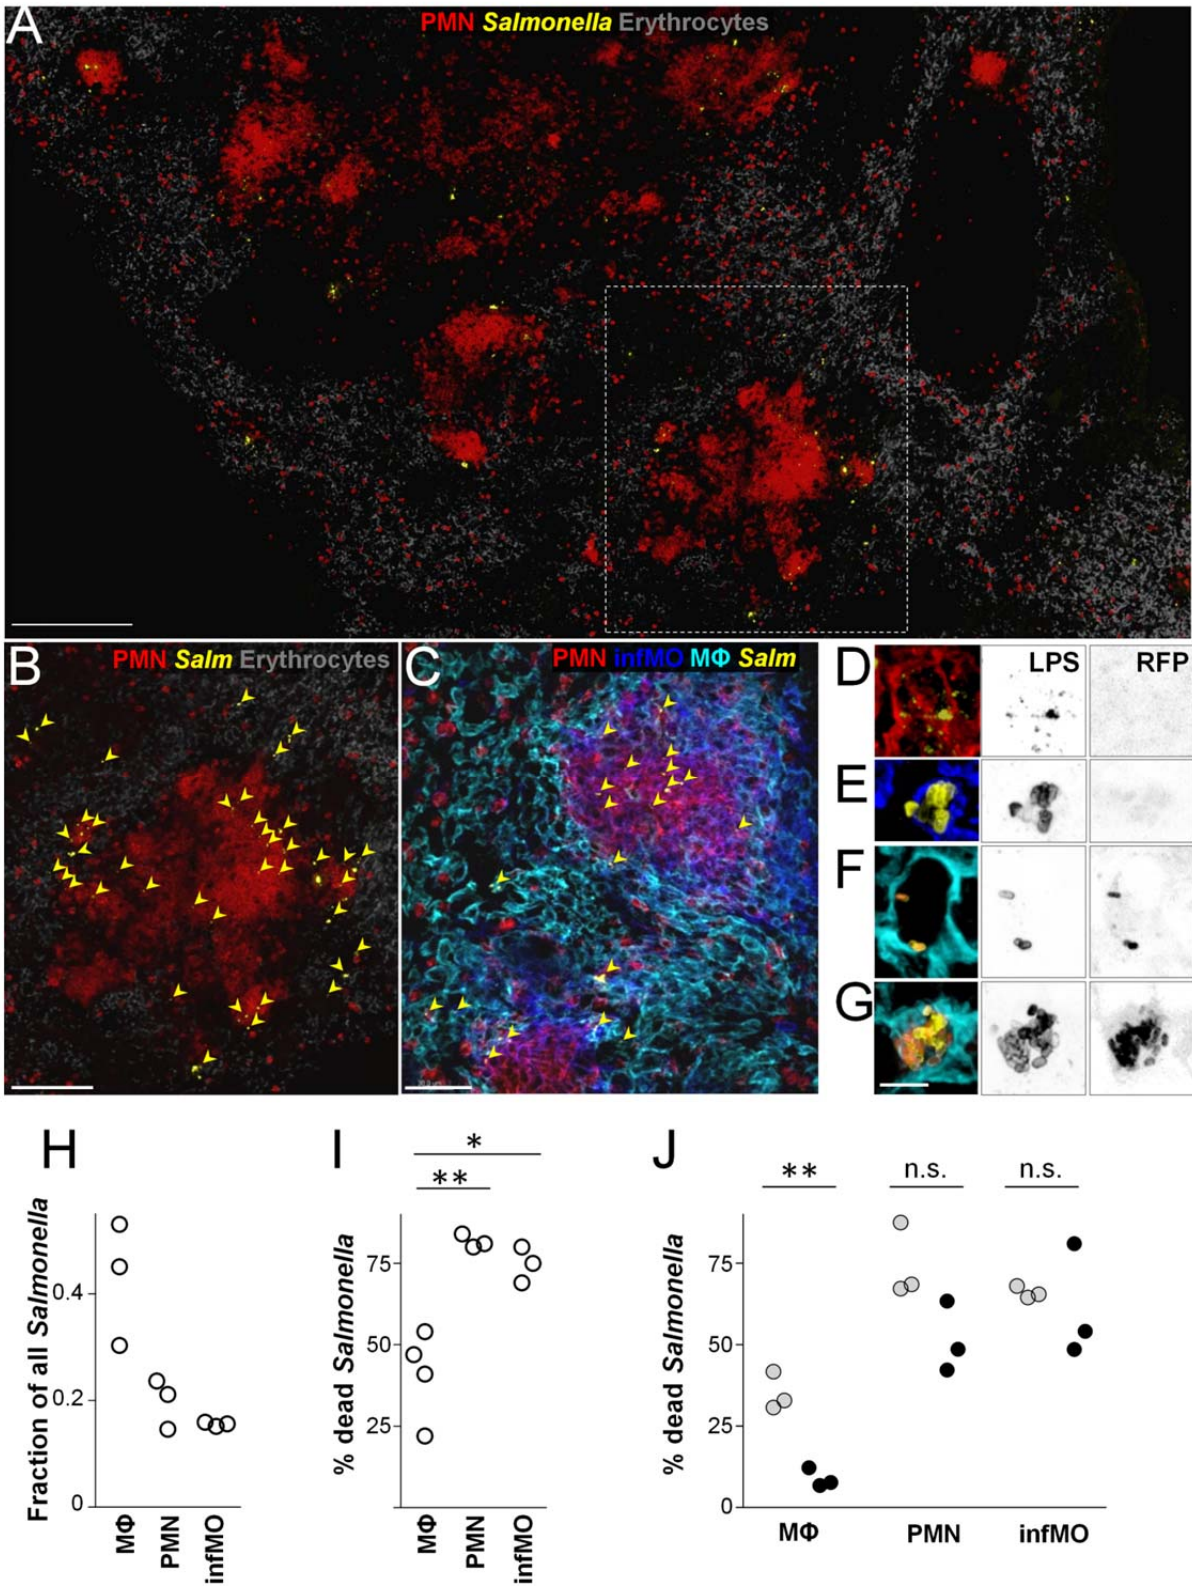 A
PMN Salmonella Erythrocytes
B
PMN Salm Erythrocytes
C
PMN infMO MΦ Salm
D
LPS
RFP
E
F
G
H
Fraction of all Salmonella
0.4
0.2
0
MΦ
PMN
infMO
I
*
**
% dead Salmonella
75
50
25
MΦ
PMN
infMO
J
**
n.s.
n.s.
% dead Salmonella
75
50
25
0
MΦ
PMN
infMO